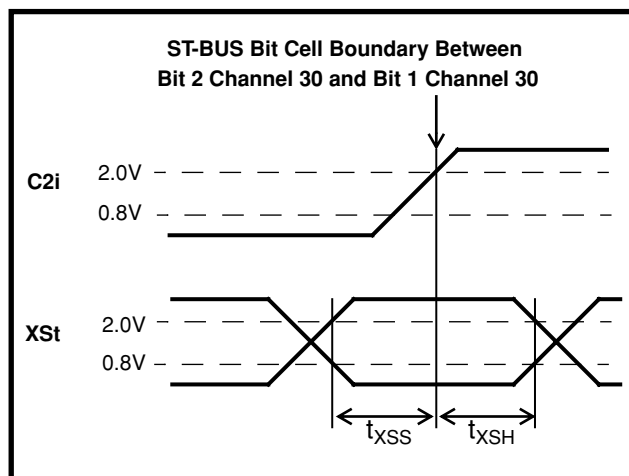 ST-BUS Bit Cell Boundary Between
Bit 2 Channel 30 and Bit 1 Channel 30
C2i
2.0V
0.8V
XSt
2.0V
0.8V
tXSS
tXSH